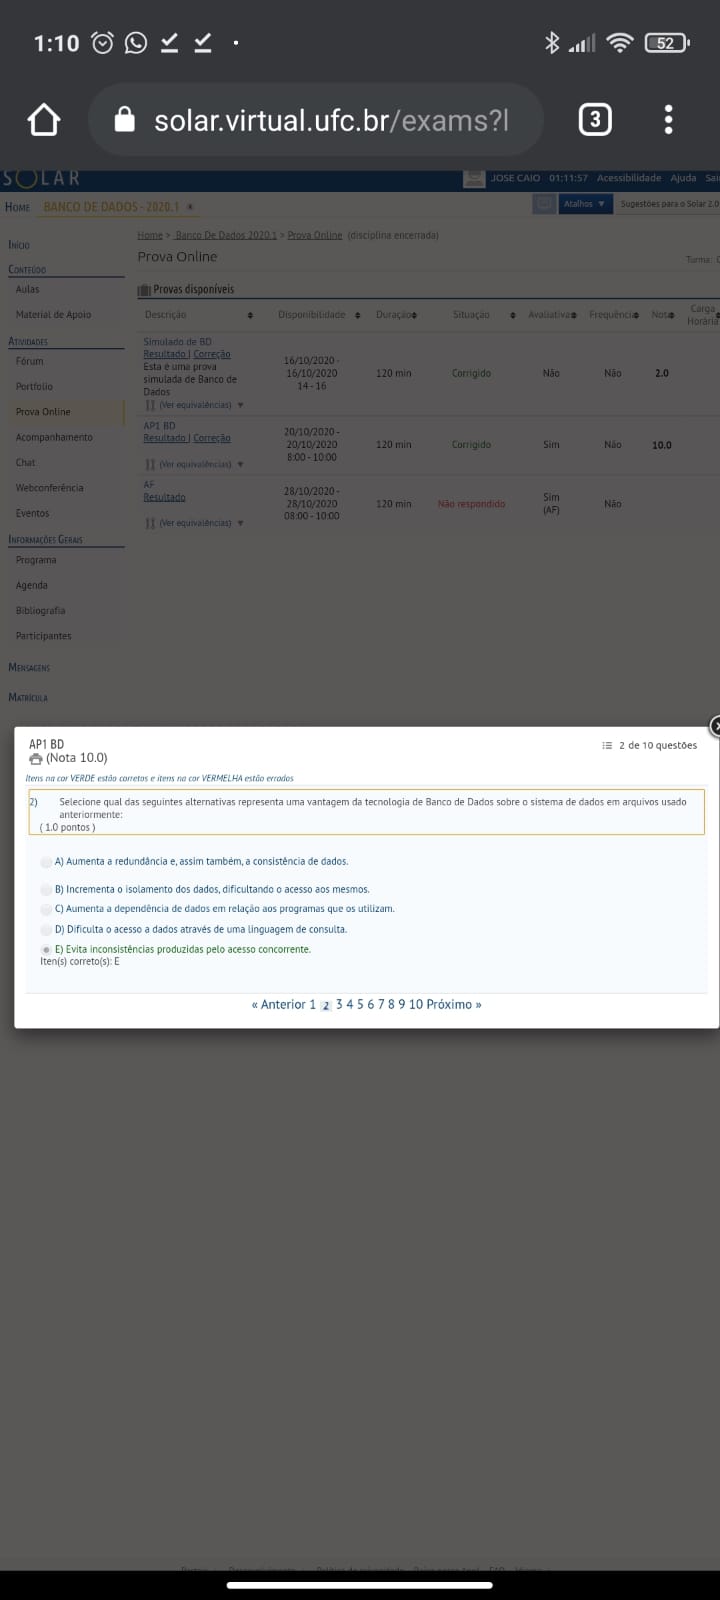 1:10
52
solar.virtual.ufc.br/exams?l
3
SOLAR
JOSE CAIO 01:11:57 Acessibilidade Ajuda Sai
HOME BANCO DE DADOS - 2020.1
Atalhos ▼ Sugestões para o Solar 2.0
INÍCIO
CONTEÚDO
Aulas
Material de Apoio
ATIVIDADES
Fórum
Portfolio
Prova Online
Acompanhamento
Chat
Webconferência
Eventos
INFORMAÇÕES GERAIS
Programa
Agenda
Bibliografia
Participantes
MENSAGENS
MATRÍCULA
Home > Banco De Dados 2020.1 > Prova Online (disciplina encerrada)
Prova Online
Turma:
Provas disponíveis
Descrição Disponibilidade Duração Situação Avaliativa Frequência Nota Carga Horária
Simulado de BD
Resultado | Correção
Esta é uma prova
simulada de Banco de
Dados
(Ver equivalências) ▼
16/10/2020 -
16/10/2020
14 - 16
120 min Corrigido Não Não 2.0
AP1 BD
Resultado | Correção
(Ver equivalências) ▼
20/10/2020 -
20/10/2020
8:00 - 10:00
120 min Corrigido Sim Não 10.0
AF
Resultado
(Ver equivalências) ▼
28/10/2020 -
28/10/2020
08:00 - 10:00
120 min Não respondido Sim (AF) Não
AP1 BD
(Nota 10.0)
2 de 10 questões
Itens na cor VERDE estão corretos e itens na cor VERMELHA estão errados
2) Selecione qual das seguintes alternativas representa uma vantagem da tecnologia de Banco de Dados sobre o sistema de dados em arquivos usado
anteriormente:
( 1.0 pontos )
A) Aumenta a redundância e, assim também, a consistência de dados.
B) Incrementa o isolamento dos dados, dificultando o acesso aos mesmos.
C) Aumenta a dependência de dados em relação aos programas que os utilizam.
D) Dificulta o acesso a dados através de uma linguagem de consulta.
E) Evita inconsistências produzidas pelo acesso concorrente.
Iten(s) correto(s): E
« Anterior 1 2 3 4 5 6 7 8 9 10 Próximo »